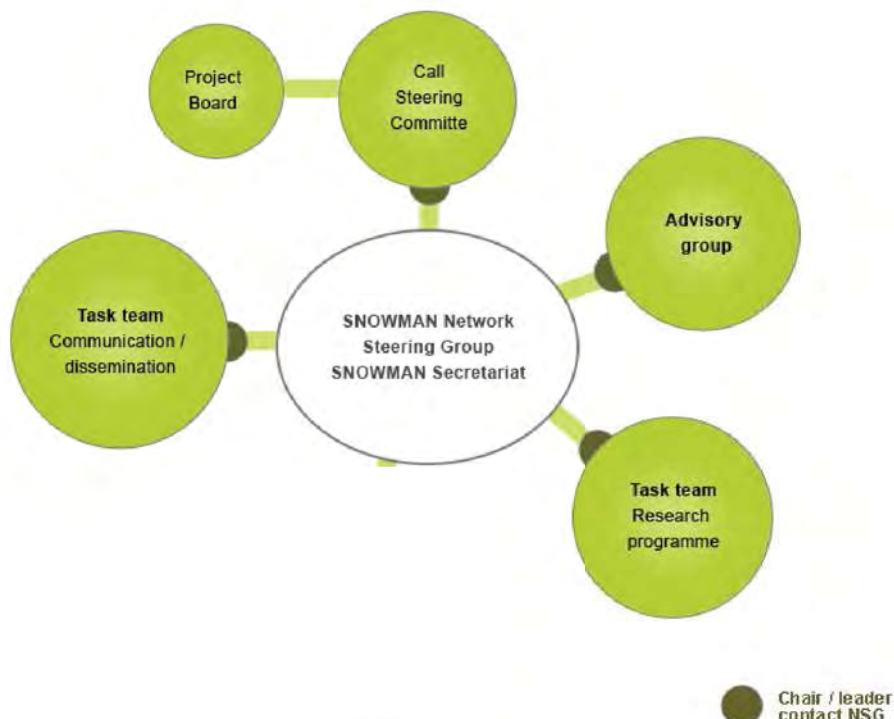 Project
Board
Call
Steering
Committe
Advisory
group
Task team
Communication /
dissemination
SNOWMAN Network
Steering Group
SNOWMAN Secretariat
Task team
Research
programme
Chair / leader
contact NSG